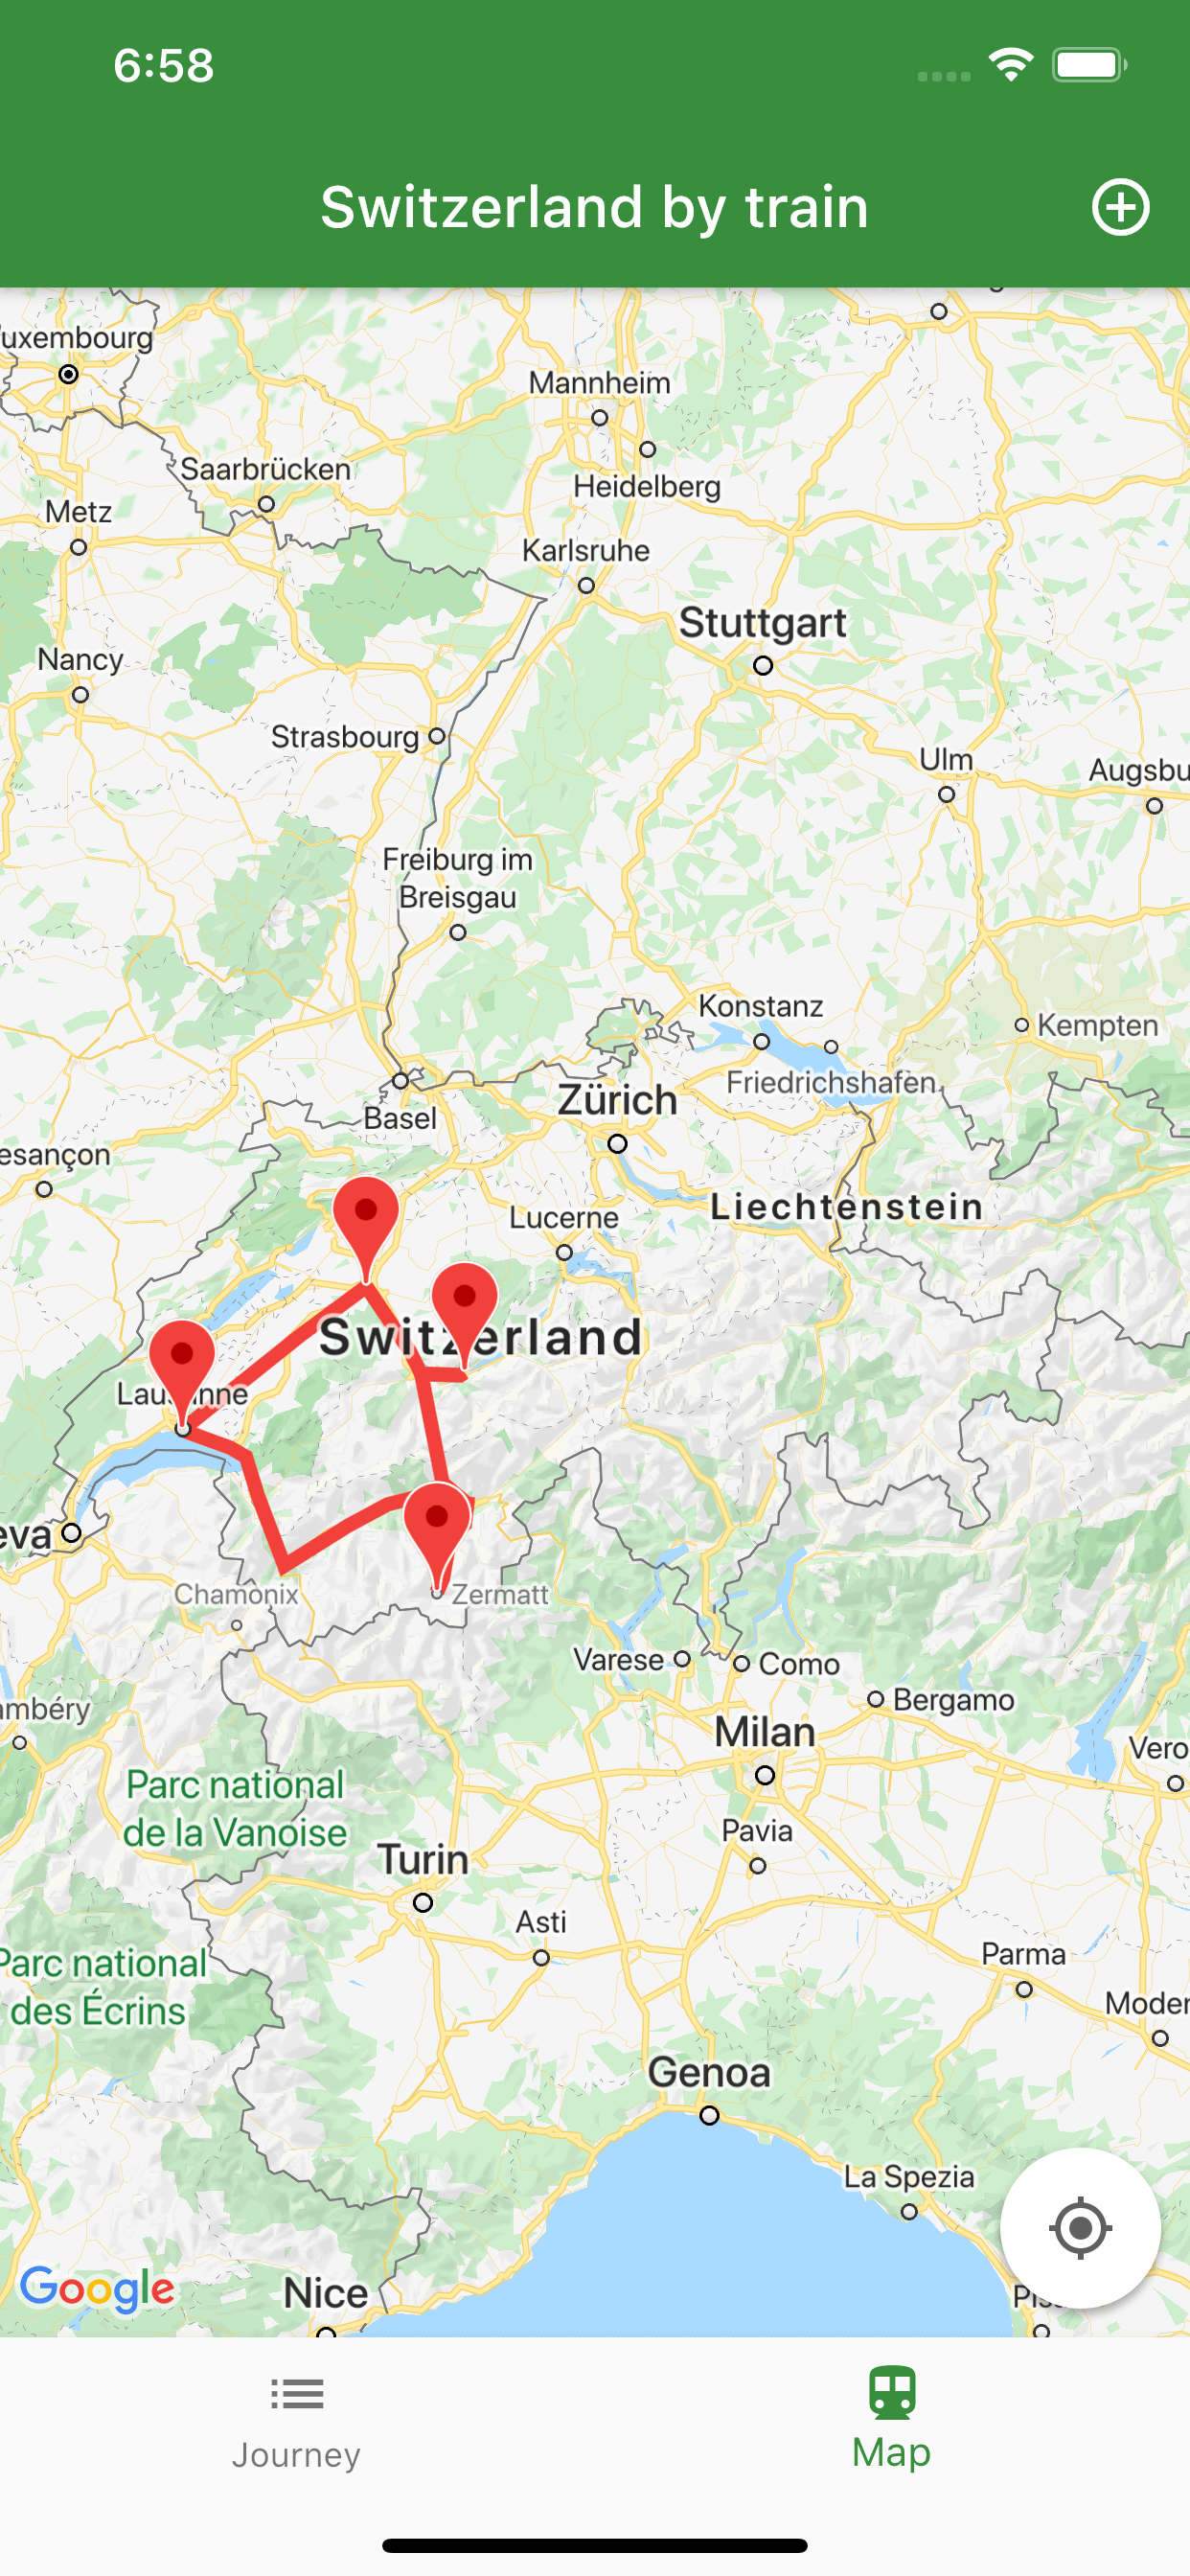 6:58
Switzerland by train
uxembourg
Mannheim
Saarbrücken
Heidelberg
Metz
Karlsruhe
Stuttgart
Nancy
Strasbourg
Ulm
Augsbu
Freiburg im
Breisgau
Konstanz
Kempten
Friedrichshafen
Zürich
Basel
esançon
Liechtenstein
Lucerne
Switzerland
Lau nne
eva
Chamonix
Zermatt
Varese
Como
Bergamo
ambéry
Milan
Vero
Parc national
de la Vanoise
Pavia
Turin
Asti
Parma
Parc national
des Écrins
Moder
Genoa
La Spezia
Google
Nice
Pis
Journey
Map